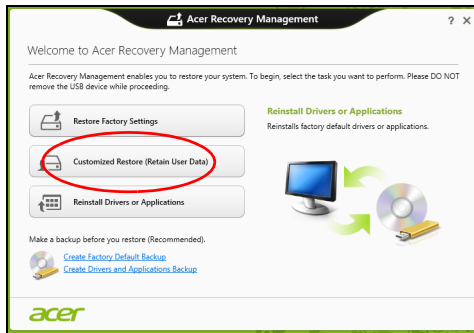 Acer Recovery Management
? X
Welcome to Acer Recovery Management
Acer Recovery Management enables you to restore your system. To begin, select the task you want to perform. Please DO NOT
remove the USB device while proceeding.
Restore Factory Settings
Customized Restore (Retain User Data)
Reinstall Drivers or Applications
Reinstall Drivers or Applications
Reinstalls factory default drivers or applications.
Make a backup before you restore (Recommended).
Create Factory Default Backup
Create Drivers and Applications Backup
acer